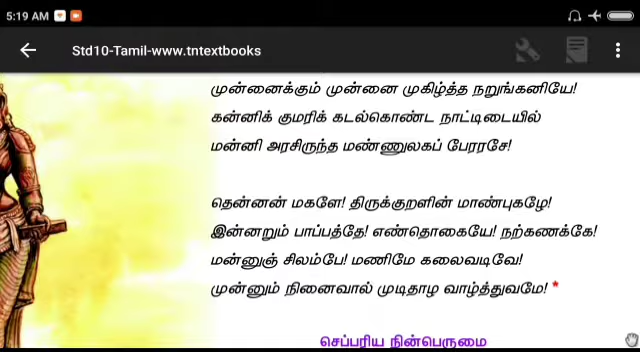 5:19 AM
Std10-Tamil-www.tntextbooks
முன்னைக்கும் முன்னை முகிழ்த்த நறுங்கனியே!
கன்னிக் குமரிக் கடல்கொண்ட நாட்டிடையில்
மன்னி அரசிருந்த மண்ணுலகப் பேரரசே!
தென்னன் மகளே! திருக்குறளின் மாண்புகழே!
இன்னறும் பாப்பத்தே! எண்தொகையே! நற்கணக்கே!
மன்னுஞ் சிலம்பே! மணிமே கலைவடிவே!
முன்னும் நினைவால் முடிதாழ வாழ்த்துவமே! *
செப்பரிய நின்பெருமை